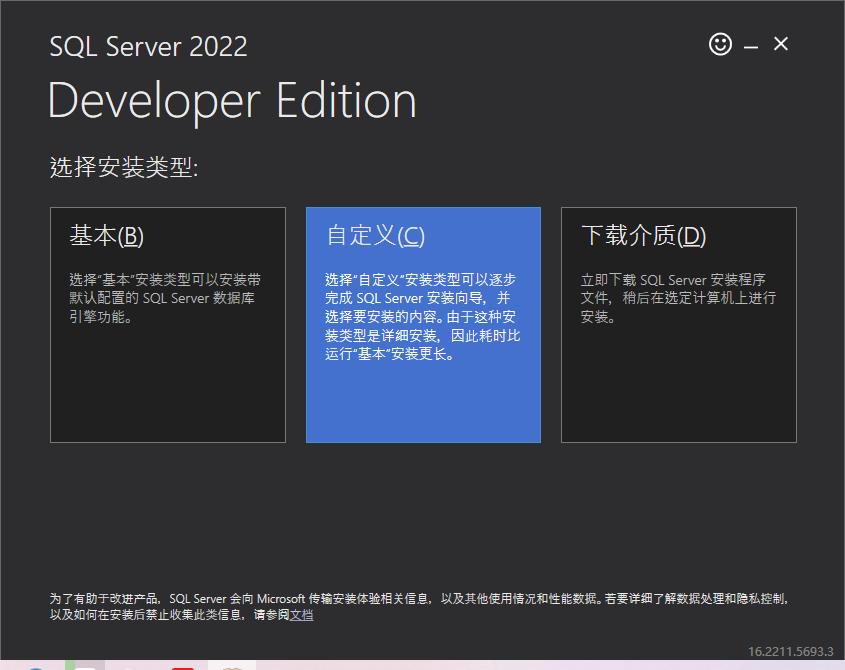 SQL Server 2022
Developer Edition
选择安装类型:
基本(B)
选择“基本”安装类型可以安装带
默认配置的 SQL Server 数据库
引擎功能。
自定义(C)
选择“自定义”安装类型可以逐步
完成 SQL Server 安装向导，并
选择要安装的内容。由于这种安
装类型是详细安装，因此耗时比
运行“基本”安装更长。
下载介质(D)
立即下载 SQL Server 安装程序
文件，稍后在选定计算机上进行
安装。
为了有助于改进产品，SQL Server 会向 Microsoft 传输安装体验相关信息，以及其他使用情况和性能数据。若要详细了解数据处理和隐私控制，
以及如何在安装后禁止收集此类信息，请参阅文档
16.2211.5693.3